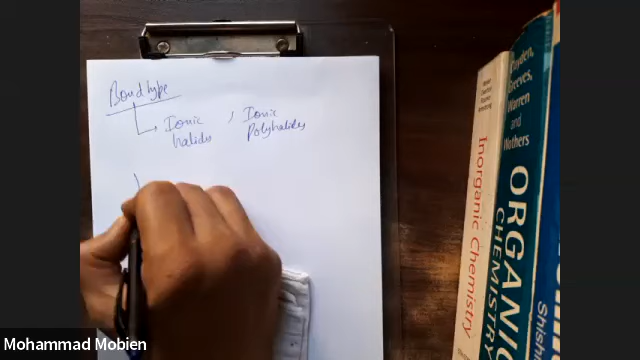 Bond type
Ionic , Ionic
halides Polyhalides
Inorganic Chemistry
Clayden,
Greeves,
Warren
and
Wothers
ORGANIC
CHEMISTRY
Mohammad Mobien